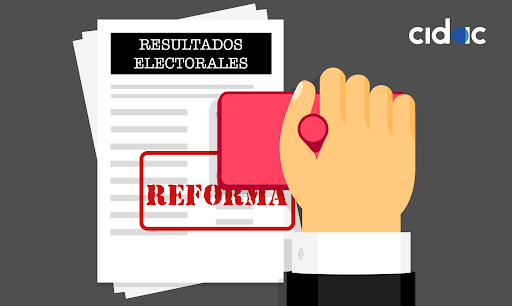 cidac
RESULTADOS
ELECTORALES
REFORMA